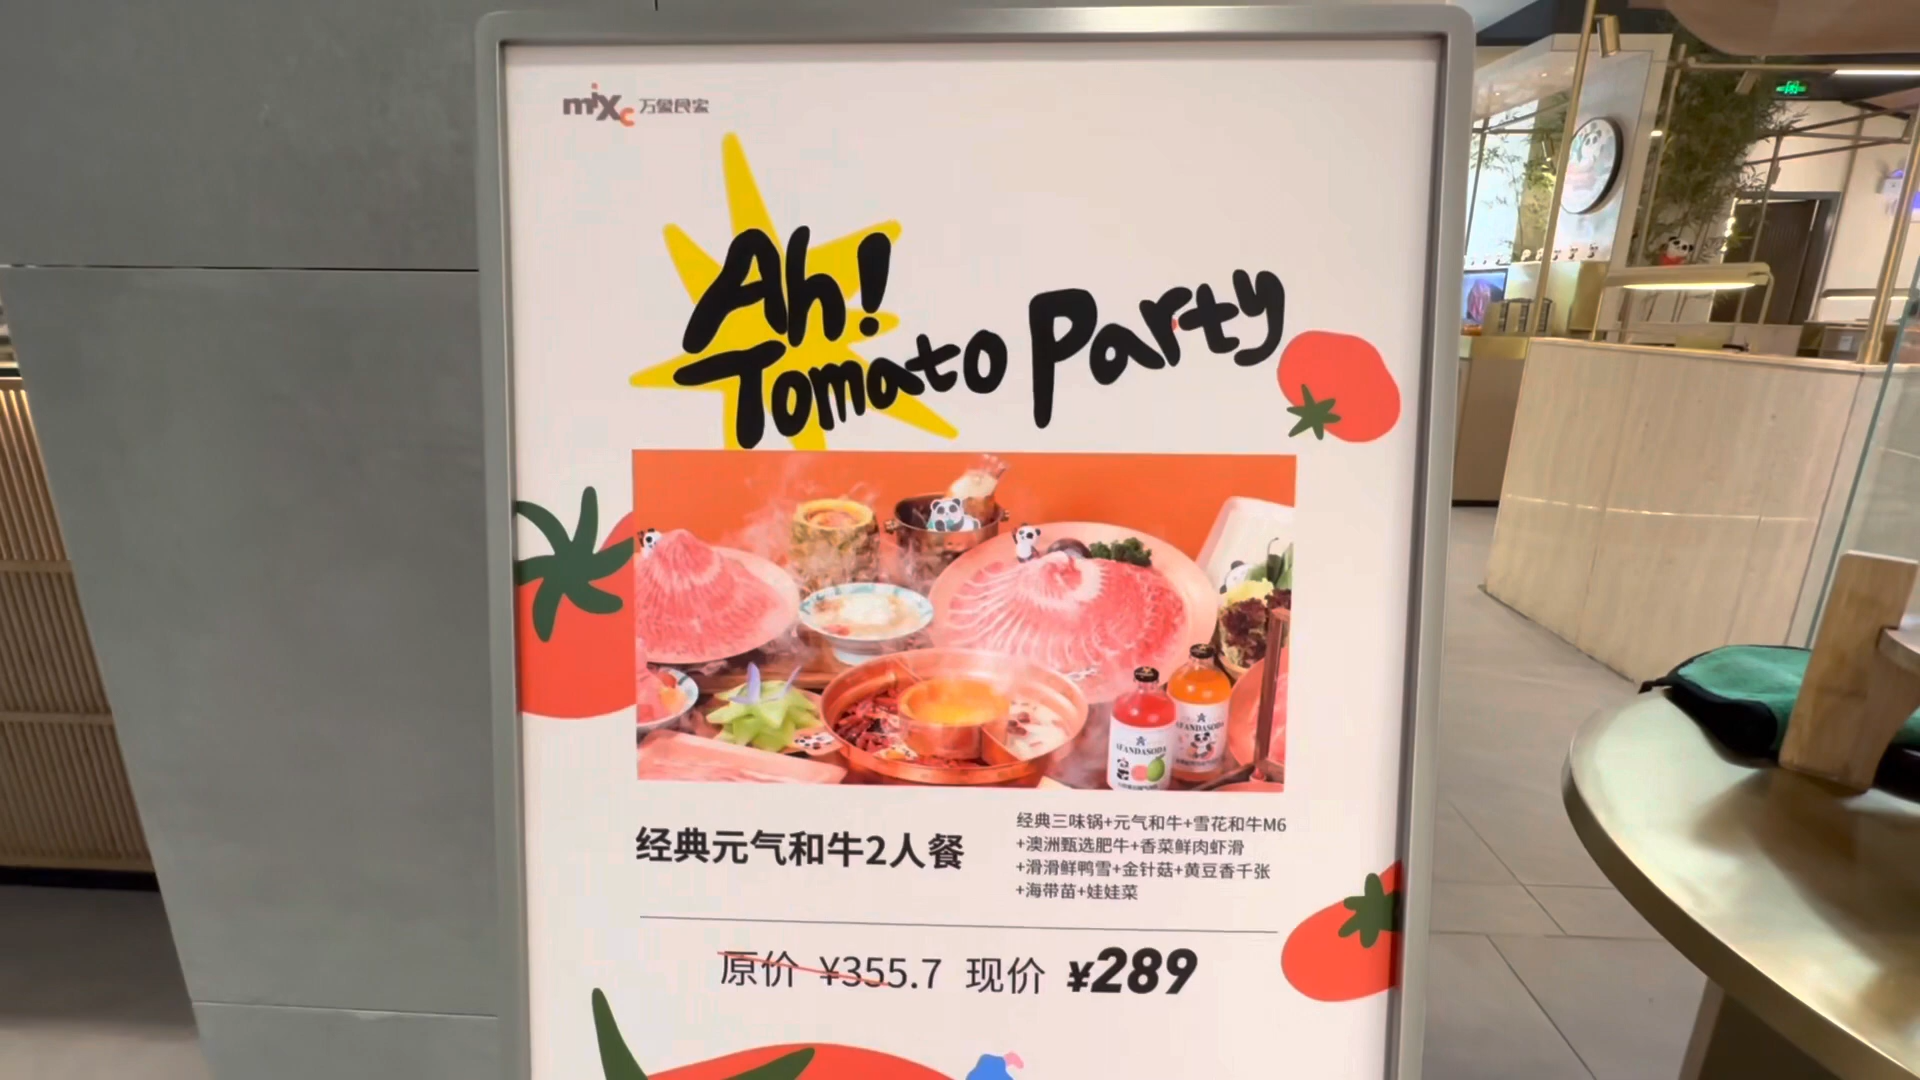 mixc 万象食家
Ah!
Tomato Party
经典元气和牛2人餐
经典三味锅+元气和牛+雪花和牛M6
+澳洲甄选肥牛+香菜鲜肉虾滑
+滑滑鲜鸭雪+金针菇+黄豆香千张
+海带苗+娃娃菜
原价 ¥355.7 现价 ¥289